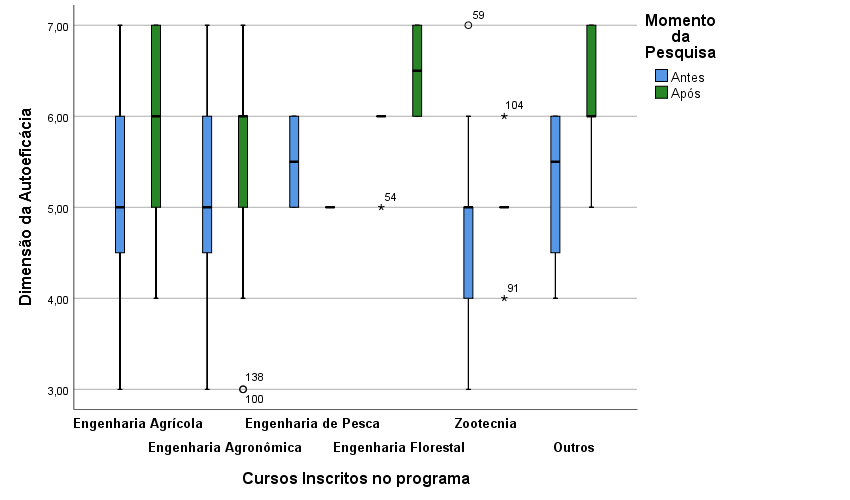 7,00
6,00
5,00
4,00
3,00
Dimensão da Autoeficácia
59
104
54
91
138
100
Momento
da
Pesquisa
Antes
Após
Engenharia Agrícola
Engenharia de Pesca
Zootecnia
Engenharia Agronômica
Engenharia Florestal
Outros
Cursos Inscritos no programa